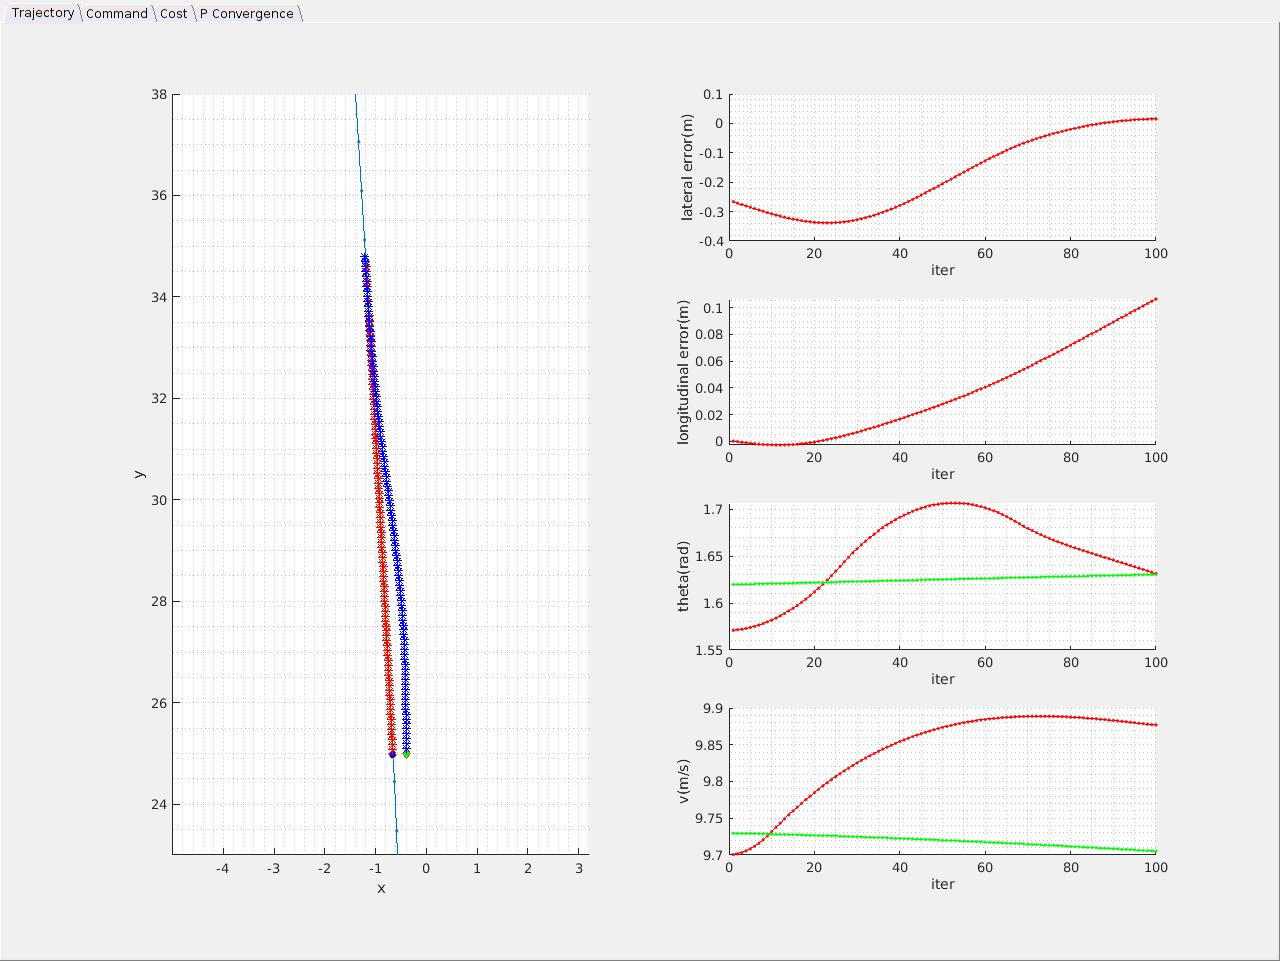 Trajectory Command Cost P Convergence
38
36
34
32
30
28
26
24
y
-4 -3 -2 -1 0 1 2 3
x
0.1
0
-0.1
-0.2
-0.3
-0.4
lateral error(m)
0 20 40 60 80 100
iter
0.1
0.08
0.06
0.04
0.02
0
longitudinal error(m)
0 20 40 60 80 100
iter
1.7
1.65
1.6
1.55
theta(rad)
0 20 40 60 80 100
iter
9.9
9.85
9.8
9.75
9.7
v(m/s)
0 20 40 60 80 100
iter